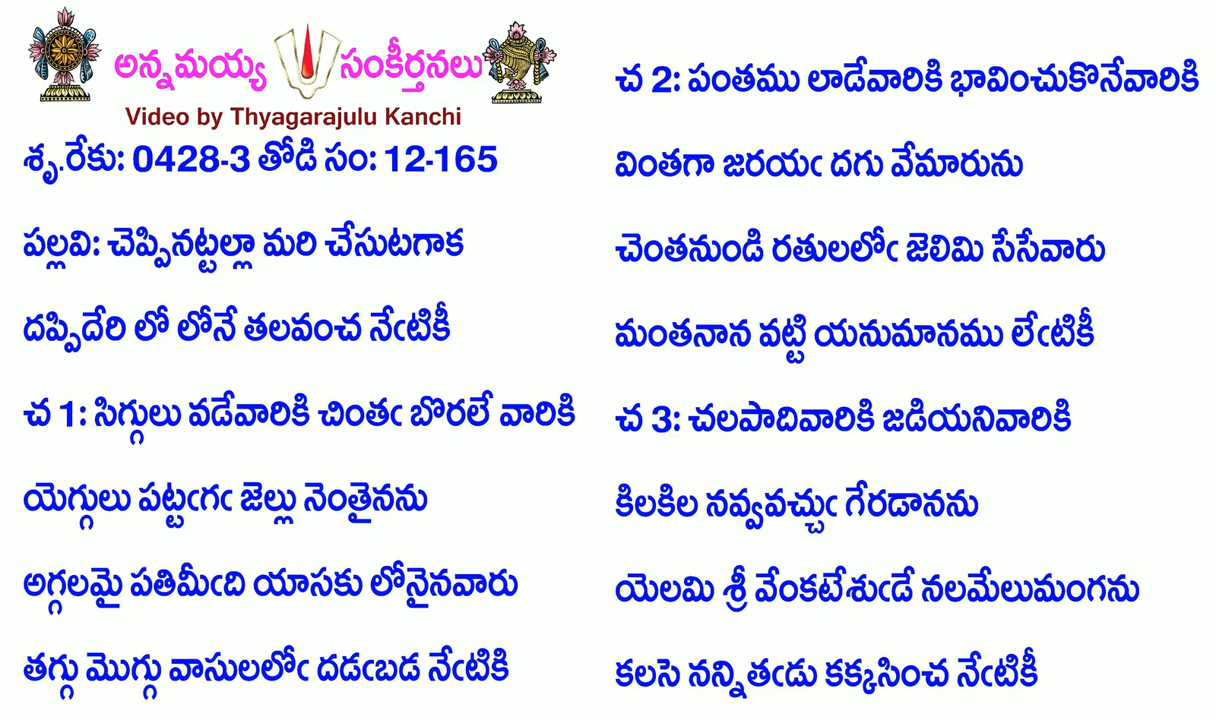 అన్నమయ్య సంకీర్తనలు
Video by Thyagarajulu Kanchi
శృ.రేకు: 0428-3 తోడి సం: 12-165
పల్లవి: చెప్పినట్టల్లా మరి చేసుటగాక
దప్పిదేరి లో లోనే తలవంచ నేఁటికీ
చ 1: సిగ్గులు వడేవారికి చింతఁ బొరలే వారికి
యెగ్గులు పట్టఁగఁ జెల్లు నెంతైనను
అగ్గలమై పతిమీఁది యాసకు లోనైనవారు
తగ్గు మొగ్గు వాసులలోఁ దడఁబడ నేఁటికి
చ 2: పంతము లాడేవారికి భావించుకొనేవారికి
వింతగా జరయఁ దగు వేమారును
చెంతనుండి రతులలోఁ జెలిమి సేసేవారు
మంతనాన వట్టి యనుమానము లేఁటికీ
చ 3: చలపాదివారికి జడియనివారికి
కిలకిల నవ్వవచ్చుఁ గేరడానను
యెలమి శ్రీ వేంకటేశుఁడే నలమేలుమంగను
కలసె నన్నితఁడు కక్కసించ నేఁటికీ